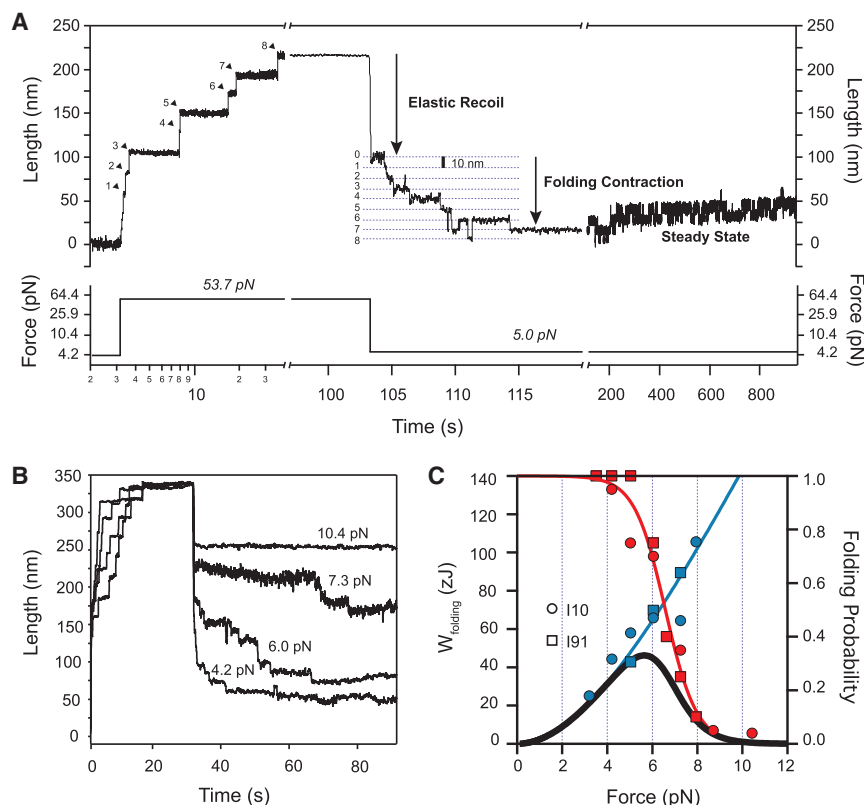 A
250
200
150
100
50
0
Length (nm)
1
2
3
4
5
6
7
8
Elastic Recoil
0
1
2
3
4
5
6
7
8
10 nm
Folding Contraction
Steady State
250
200
150
100
50
0
Length (nm)
64.4
25.9
10.4
4.2
Force (pN)
53.7 pN
5.0 pN
64.4
25.9
10.4
4.2
Force (pN)
2 3 4 5 6 7 8 9 10 2 3 100 105 110 115 200 400 600 800
Time (s)
B
350
300
250
200
150
100
50
0
Length (nm)
10.4 pN
7.3 pN
6.0 pN
4.2 pN
0 20 40 60 80
Time (s)
C
140
120
100
80
60
40
20
0
Wfolding (zJ)
I10
I91
1.0
0.8
0.6
0.4
0.2
0.0
Folding Probability
0 2 4 6 8 10 12
Force (pN)